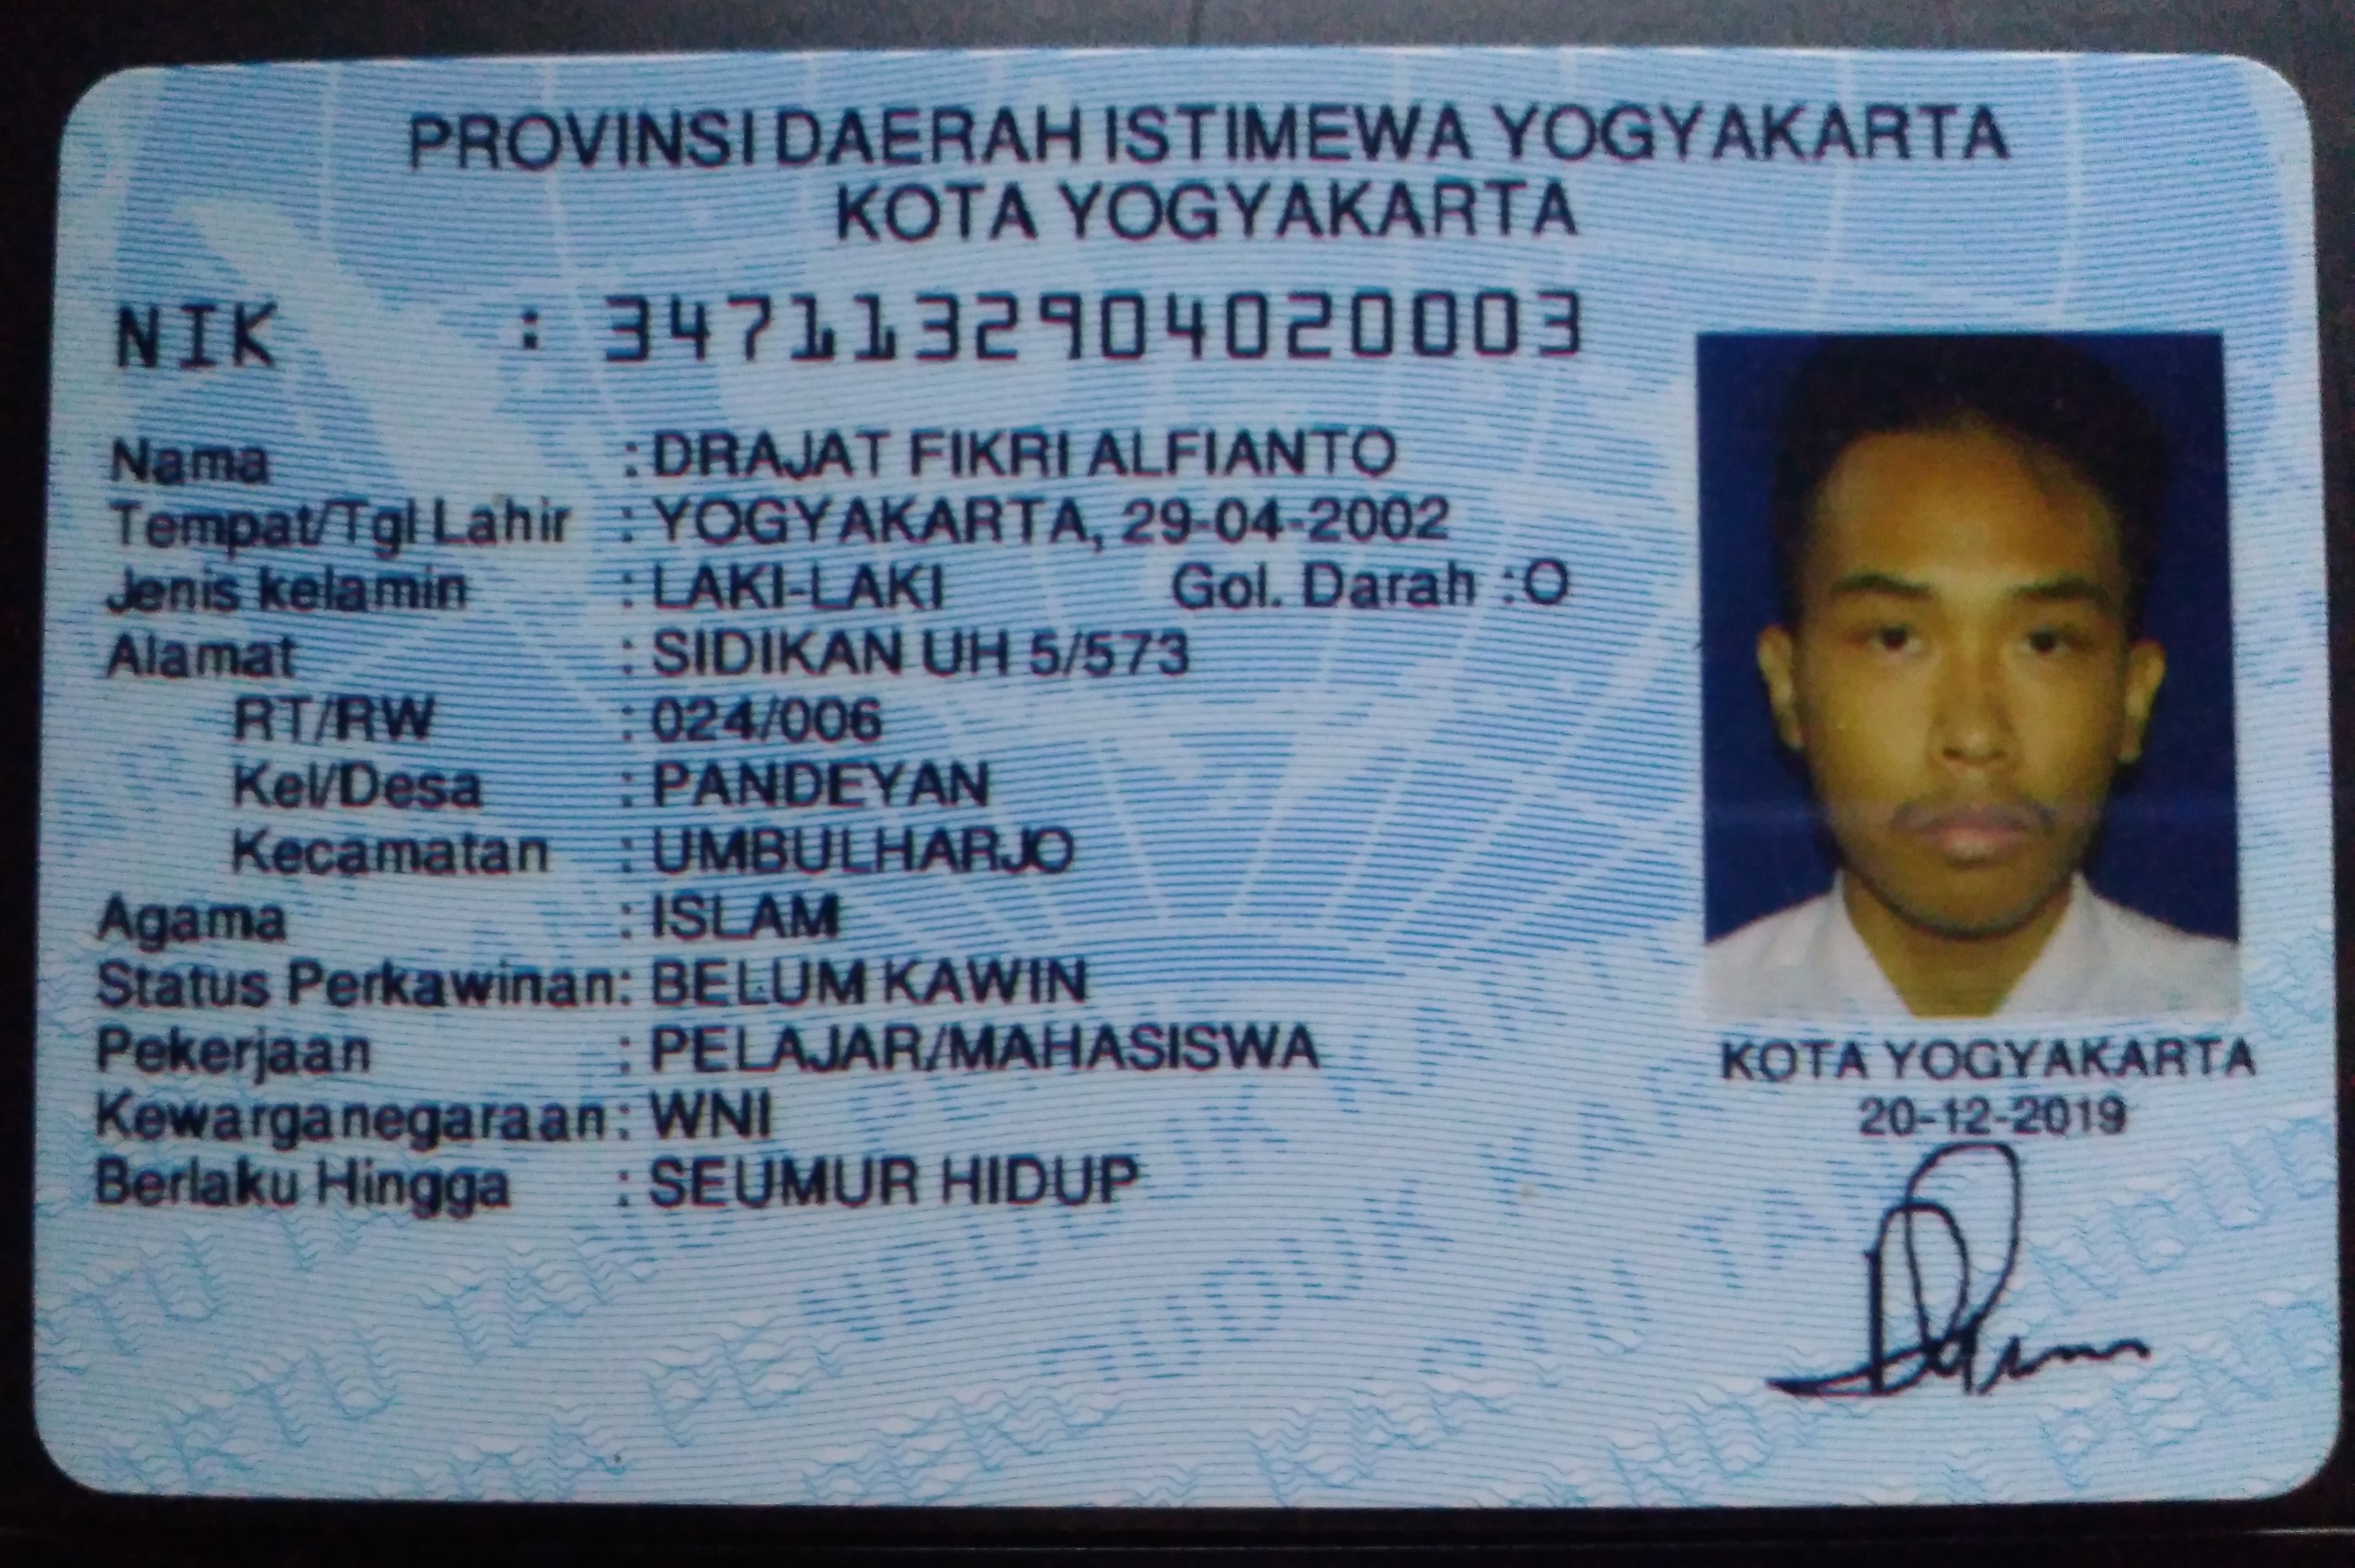 PROVINSI DAERAH ISTIMEWA YOGYAKARTA
KOTA YOGYAKARTA
NIK : 3471132904020003
Nama : DRAJAT FIKRI ALFIANTO
Tempat/Tgl Lahir : YOGYAKARTA, 29-04-2002
Jenis kelamin : LAKI-LAKI Gol. Darah : O
Alamat : SIDIKAN UH 5/573
RT/RW : 024/006
Kel/Desa : PANDEYAN
Kecamatan : UMBULHARJO
Agama : ISLAM
Status Perkawinan: BELUM KAWIN
Pekerjaan : PELAJAR/MAHASISWA
Kewarganegaraan: WNI
Berlaku Hingga : SEUMUR HIDUP
KOTA YOGYAKARTA
20-12-2019